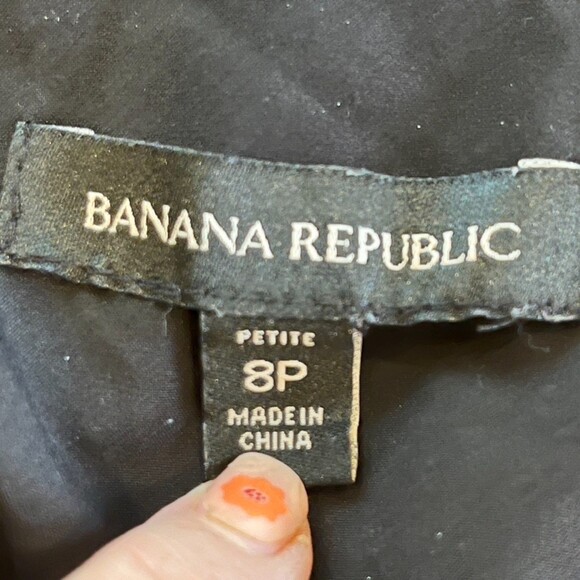 BANANA REPUBLIC
PETITE
8P
MADE IN
CHINA